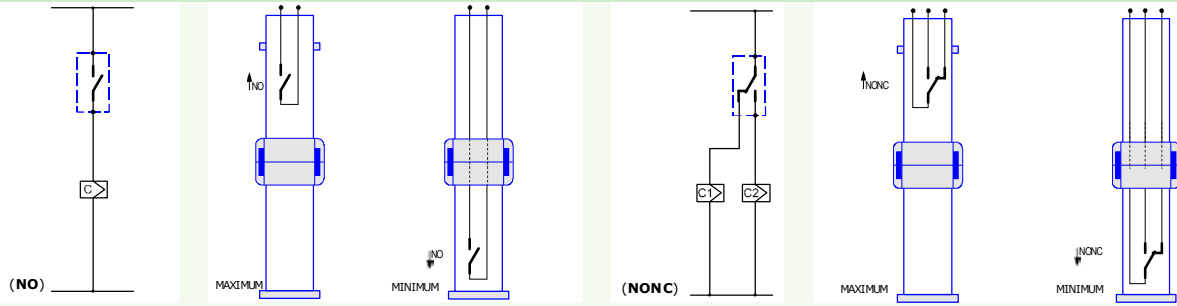 C
(NO)
NO
MAXIMUM
NO
MINIMUM
C1
C2
(NONC)
NONC
MAXIMUM
NONC
MINIMUM